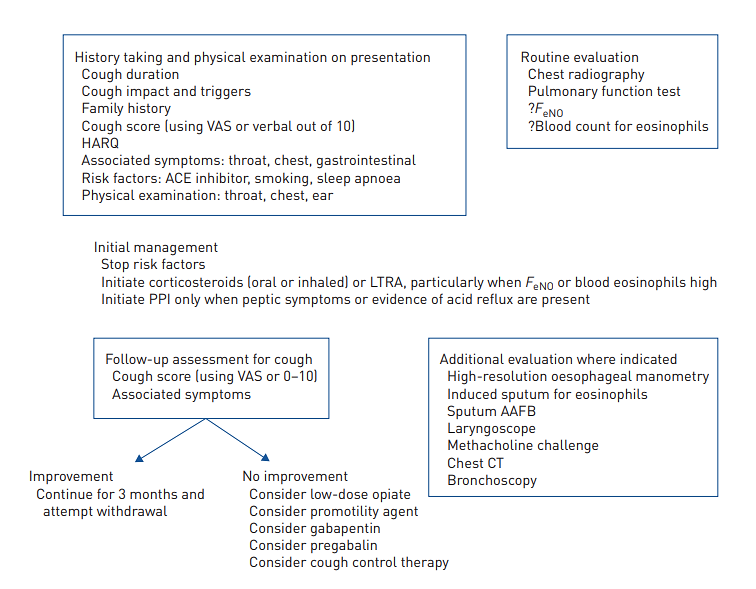 History taking and physical examination on presentation
Cough duration
Cough impact and triggers
Family history
Cough score (using VAS or verbal out of 10)
HARQ
Associated symptoms: throat, chest, gastrointestinal
Risk factors: ACE inhibitor, smoking, sleep apnoea
Physical examination: throat, chest, ear
Routine evaluation
Chest radiography
Pulmonary function test
?FeNO
?Blood count for eosinophils
Initial management
Stop risk factors
Initiate corticosteroids (oral or inhaled) or LTRA, particularly when FeNO or blood eosinophils high
Initiate PPI only when peptic symptoms or evidence of acid reflux are present
Follow-up assessment for cough
Cough score (using VAS or 0–10)
Associated symptoms
Additional evaluation where indicated
High-resolution oesophageal manometry
Induced sputum for eosinophils
Sputum AAFB
Laryngoscope
Methacholine challenge
Chest CT
Bronchoscopy
Improvement
Continue for 3 months and
attempt withdrawal
No improvement
Consider low-dose opiate
Consider promotility agent
Consider gabapentin
Consider pregabalin
Consider cough control therapy